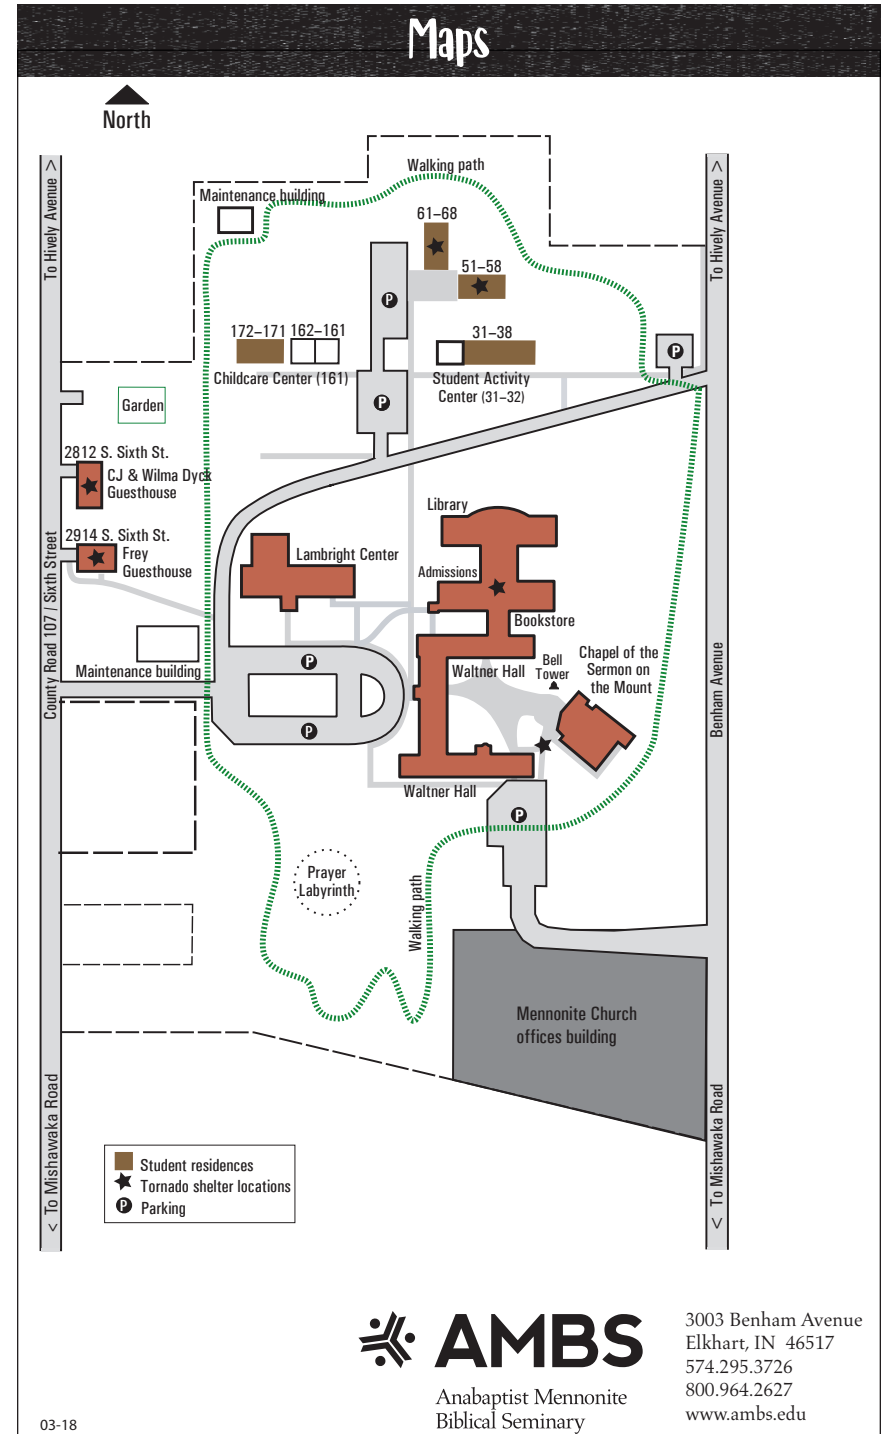 Maps
North
Walking path
Maintenance building
61–68
51–58
172–171
162–161
31–38
Childcare Center (161)
Student Activity
Center (31–32)
P
P
P
To Hively Avenue >
To Hively Avenue >
Garden
2812 S. Sixth St.
CJ & Wilma Dyck
Guesthouse
2914 S. Sixth St.
Frey
Guesthouse
County Road 107 / Sixth Street
Library
Lambright Center
Admissions
Bookstore
Maintenance building
P
P
Waltner Hall
Bell
Tower
Chapel of the
Sermon on
the Mount
Benham Avenue
Waltner Hall
P
Prayer
Labyrinth
Walking path
Mennonite Church
offices building
< To Mishawaka Road
< To Mishawaka Road
Student residences
Tornado shelter locations
P Parking
AMBS
Anabaptist Mennonite
Biblical Seminary
3003 Benham Avenue
Elkhart, IN 46517
574.295.3726
800.964.2627
www.ambs.edu
03-18